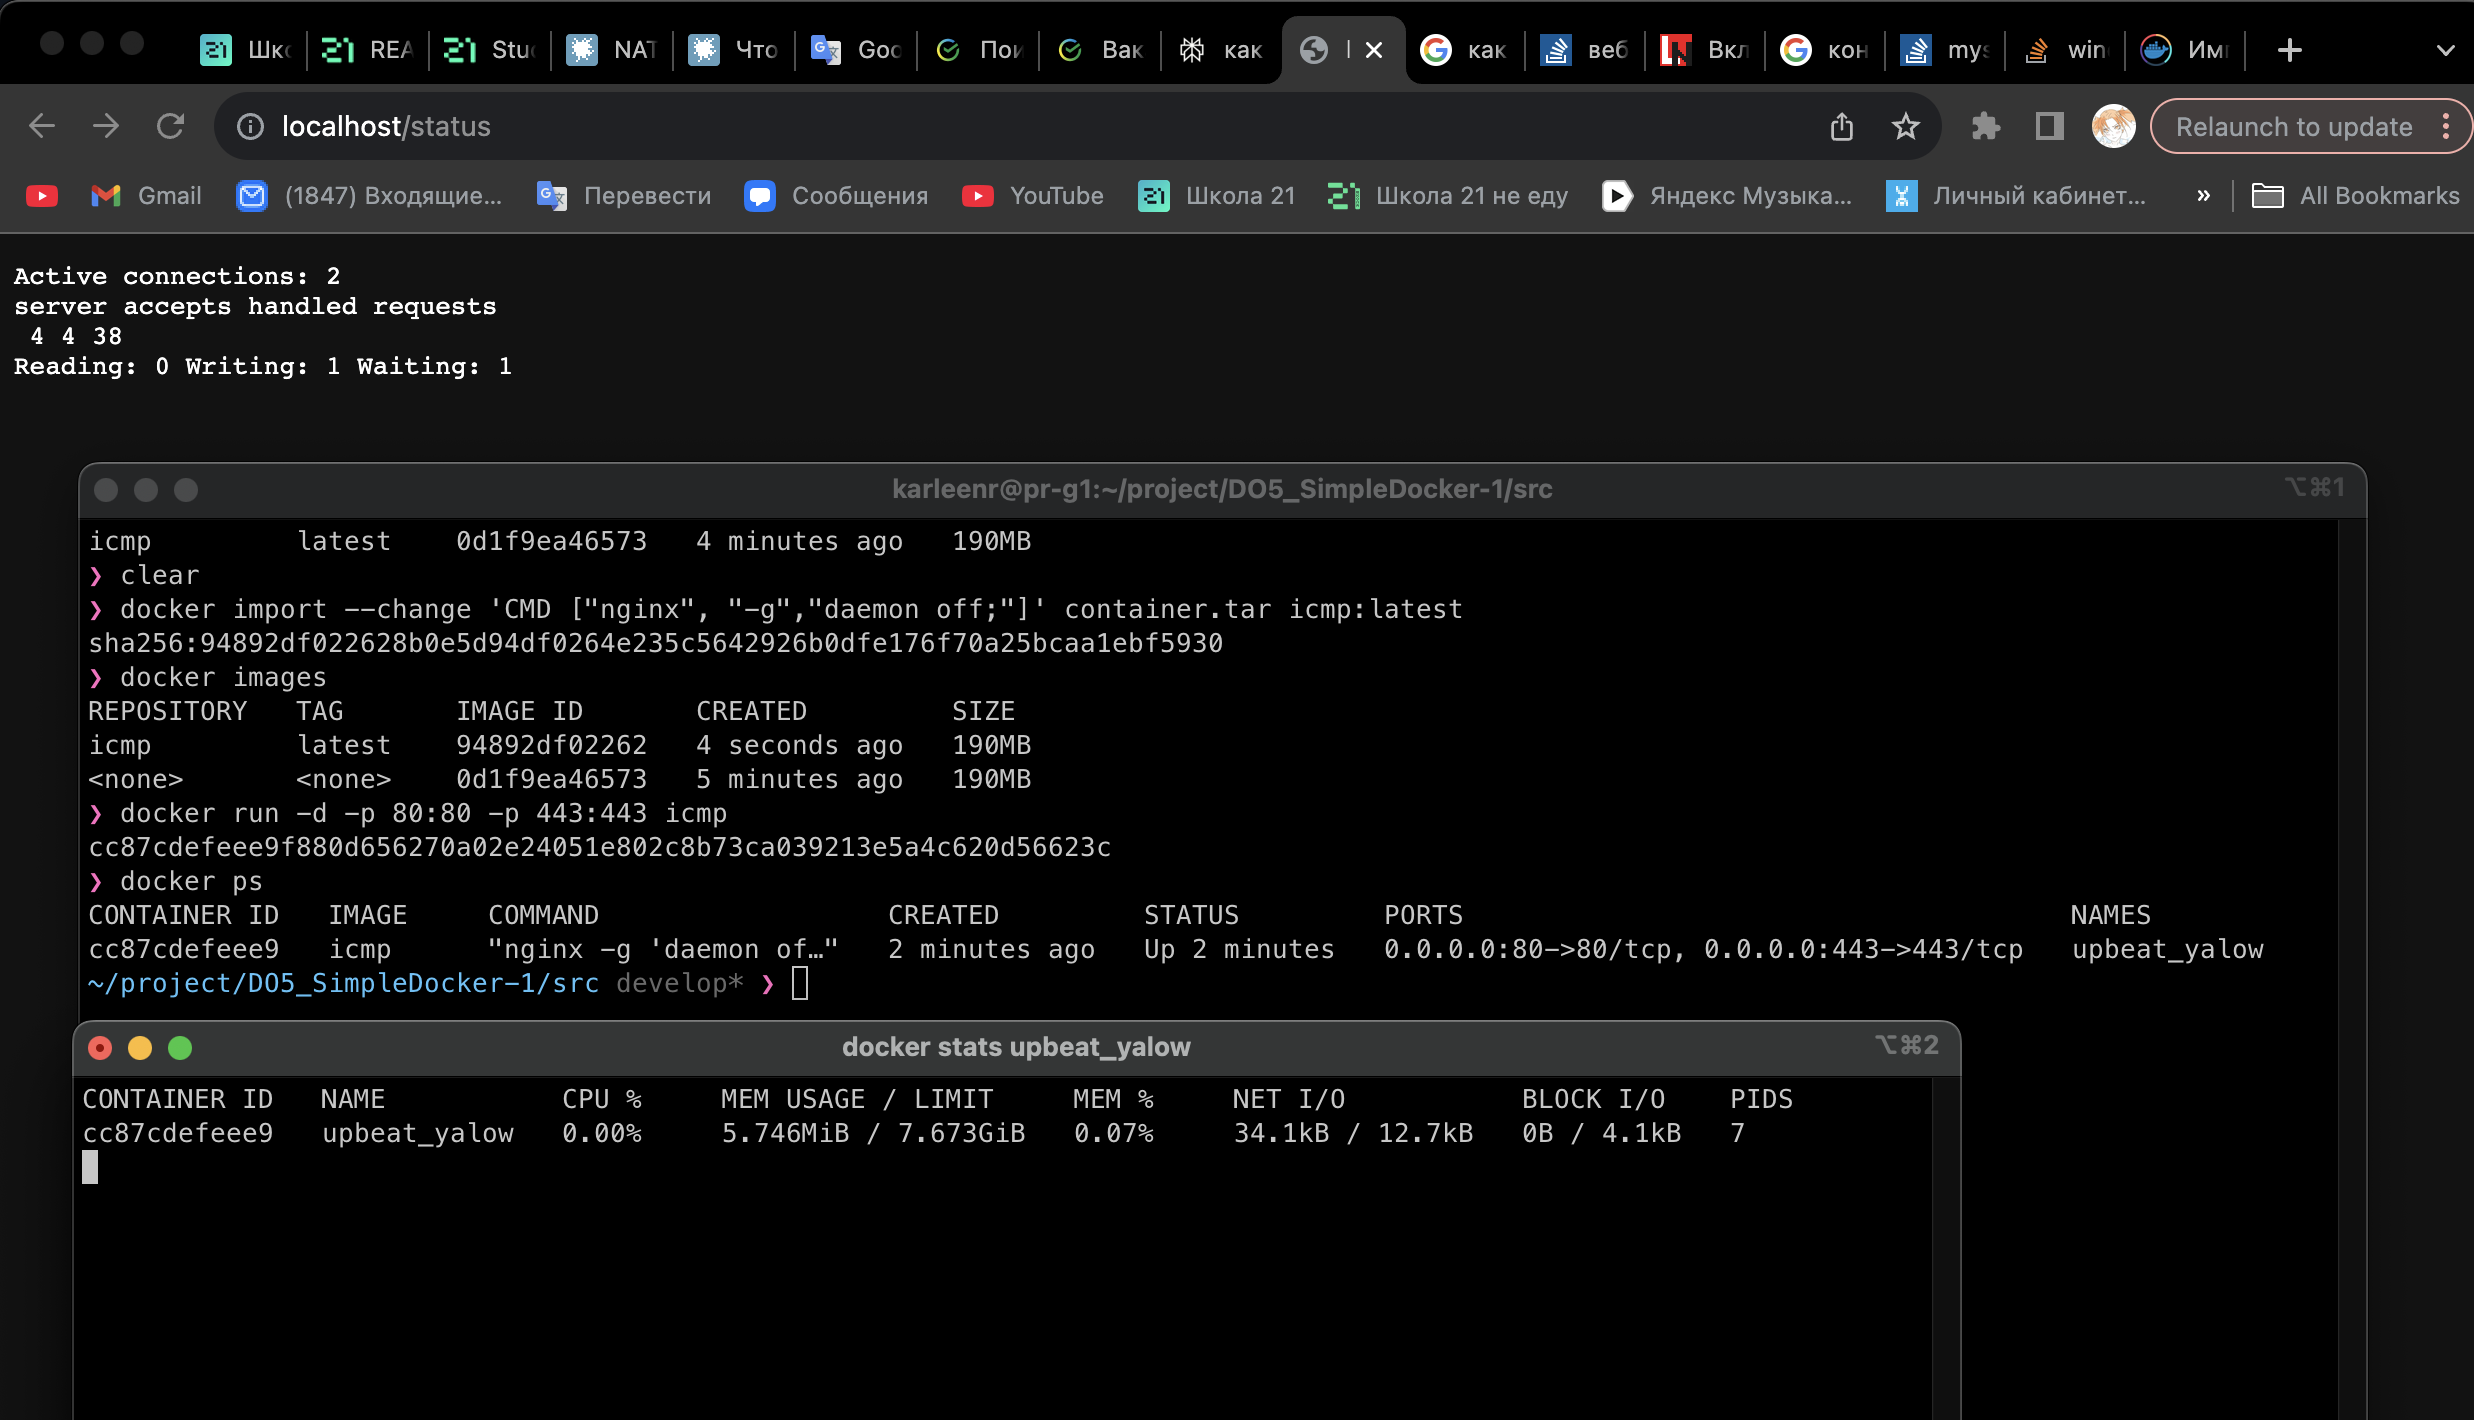 Шко REA Stu NAT Что Goo Пои Вак как как веб Вкл кон mys win Имп
localhost/status Relaunch to update
Gmail (1847) Входящие... Перевести Сообщения YouTube Школа 21 Школа 21 не еду Яндекс Музыка... Личный кабинет... » All Bookmarks
Active connections: 2
server accepts handled requests
4 4 38
Reading: 0 Writing: 1 Waiting: 1
karleenr@pr-g1:~/project/DO5_SimpleDocker-1/src ⌥⌘1
icmp latest 0d1f9ea46573 4 minutes ago 190MB
❯ clear
❯ docker import --change 'CMD ["nginx", "-g","daemon off;"]' container.tar icmp:latest
sha256:94892df022628b0e5d94df0264e235c5642926b0dfe176f70a25bcaa1ebf5930
❯ docker images
REPOSITORY TAG IMAGE ID CREATED SIZE
icmp latest 94892df02262 4 seconds ago 190MB
<none> <none> 0d1f9ea46573 5 minutes ago 190MB
❯ docker run -d -p 80:80 -p 443:443 icmp
cc87cdefeee9f880d656270a02e24051e802c8b73ca039213e5a4c620d56623c
❯ docker ps
CONTAINER ID IMAGE COMMAND CREATED STATUS PORTS NAMES
cc87cdefeee9 icmp "nginx -g 'daemon of…" 2 minutes ago Up 2 minutes 0.0.0.0:80->80/tcp, 0.0.0.0:443->443/tcp upbeat_yalow
~/project/DO5_SimpleDocker-1/src develop* ❯
docker stats upbeat_yalow ⌥⌘2
CONTAINER ID NAME CPU % MEM USAGE / LIMIT MEM % NET I/O BLOCK I/O PIDS
cc87cdefeee9 upbeat_yalow 0.00% 5.746MiB / 7.673GiB 0.07% 34.1kB / 12.7kB 0B / 4.1kB 7